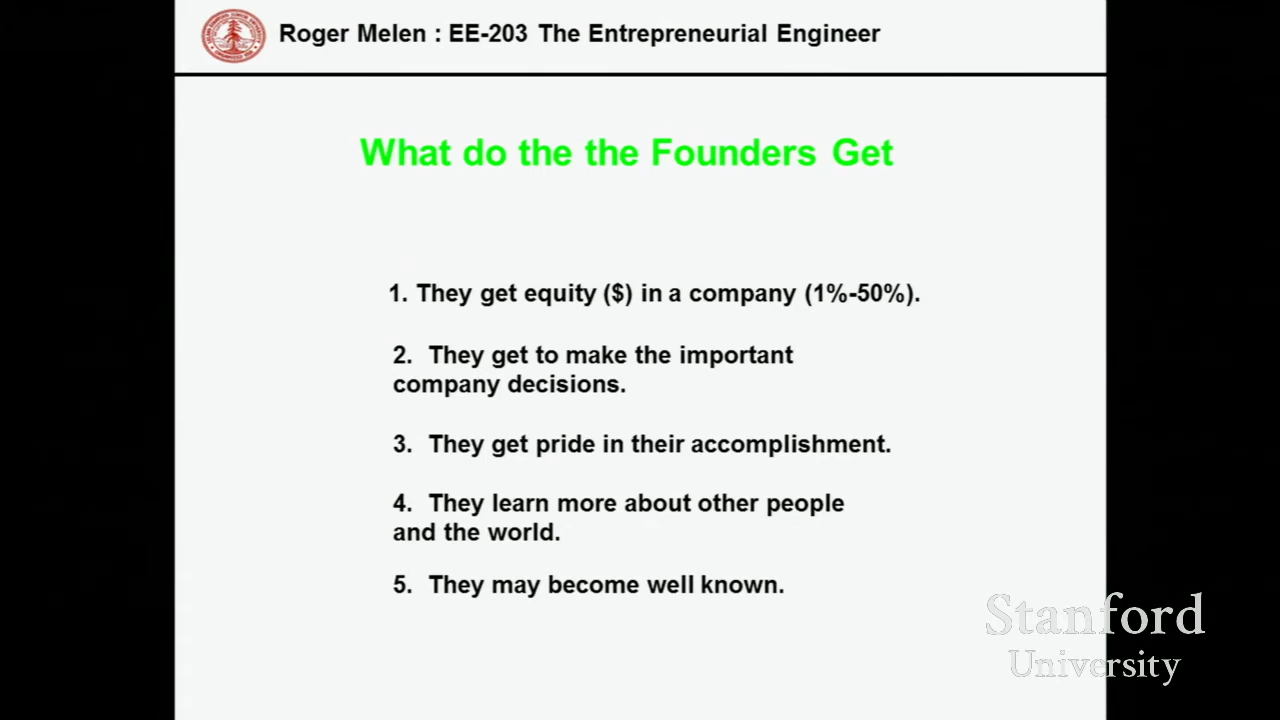 Roger Melen : EE-203 The Entrepreneurial Engineer
What do the the Founders Get
1. They get equity ($) in a company (1%-50%).
2. They get to make the important
company decisions.
3. They get pride in their accomplishment.
4. They learn more about other people
and the world.
5. They may become well known.
Stanford
University